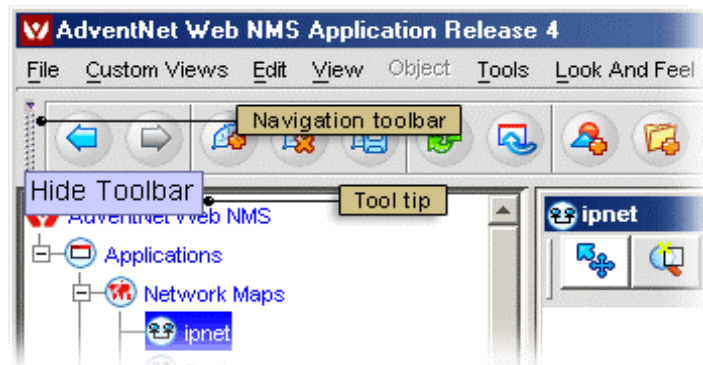 AdventNet Web NMS Application Release 4
File Custom Views Edit View Object Tools Look And Feel
Navigation toolbar
Hide Toolbar
Tool tip
AdventNet Web NMS
ipnet
Applications
Network Maps
ipnet